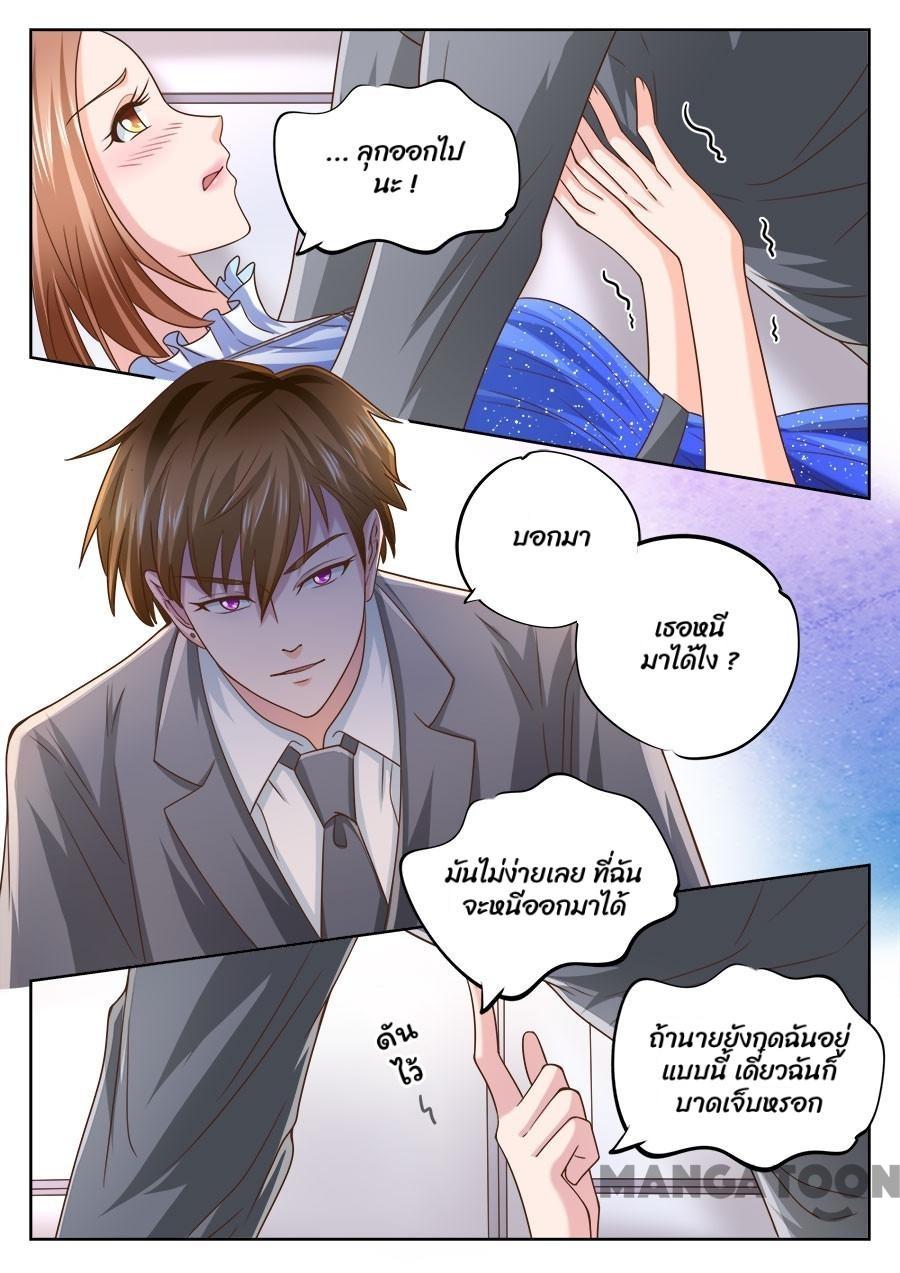 ... ลุกออกไป
นะ !
บอกมา
เธอหนี
มาได้ไง ?
มันไม่ง่ายเลย ที่ฉัน
จะหนีออกมาได้
ดัน
ไว้
ถ้านายยังกดฉันอยู่
แบบนี้ เดี๋ยวฉันก็
บาดเจ็บหรอก
MANGATOON